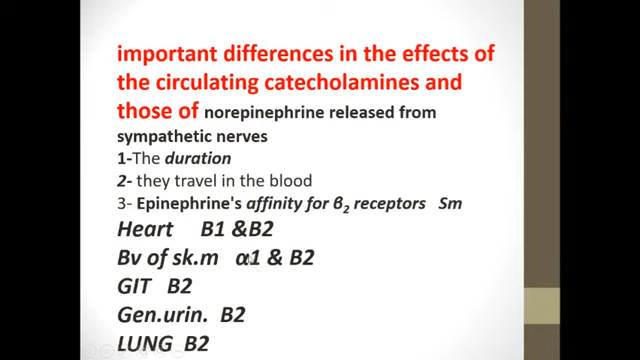 important differences in the effects of
the circulating catecholamines and
those of norepinephrine released from
sympathetic nerves
1-The duration
2- they travel in the blood
3- Epinephrine's affinity for β2 receptors Sm
Heart B1 &B2
Bv of sk.m α1 & B2
GIT B2
Gen.urin. B2
LUNG B2